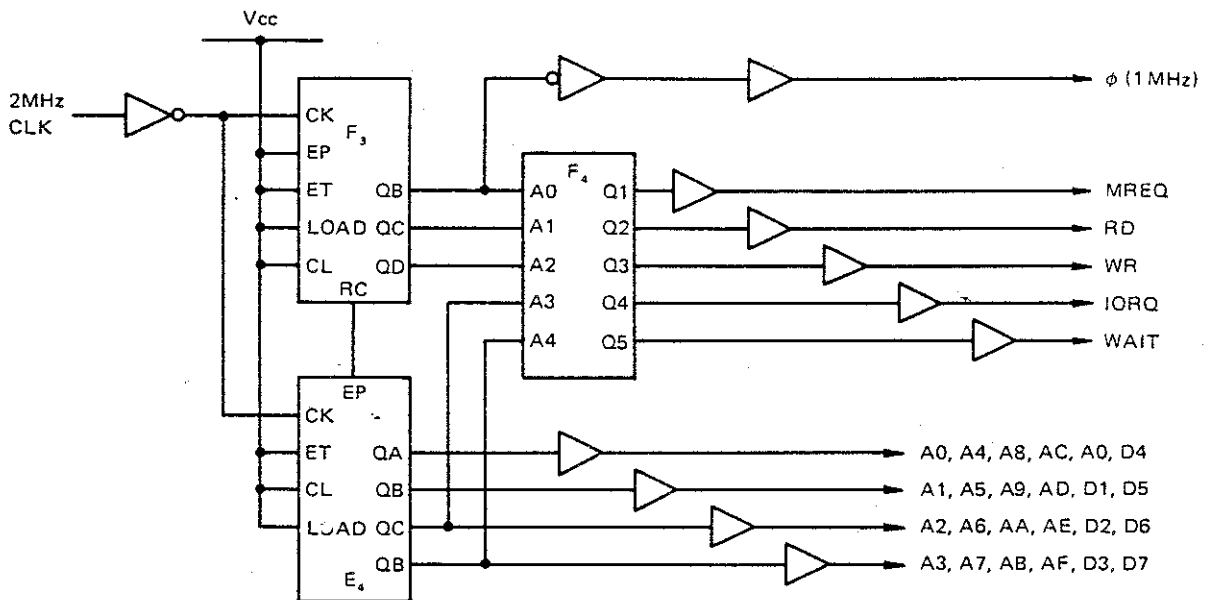 Vcc
2MHz
CLK
CK
F3
EP
ET
QB
LOAD
QC
CL
QD
RC
F4
A0
Q1
A1
Q2
A2
Q3
A3
Q4
A4
Q5
ϕ (1 MHz)
MREQ
RD
WR
IORQ
WAIT
EP
CK
ET
QA
CL
QB
LOAD
QC
QB
E4
A0, A4, A8, AC, A0, D4
A1, A5, A9, AD, D1, D5
A2, A6, AA, AE, D2, D6
A3, A7, AB, AF, D3, D7